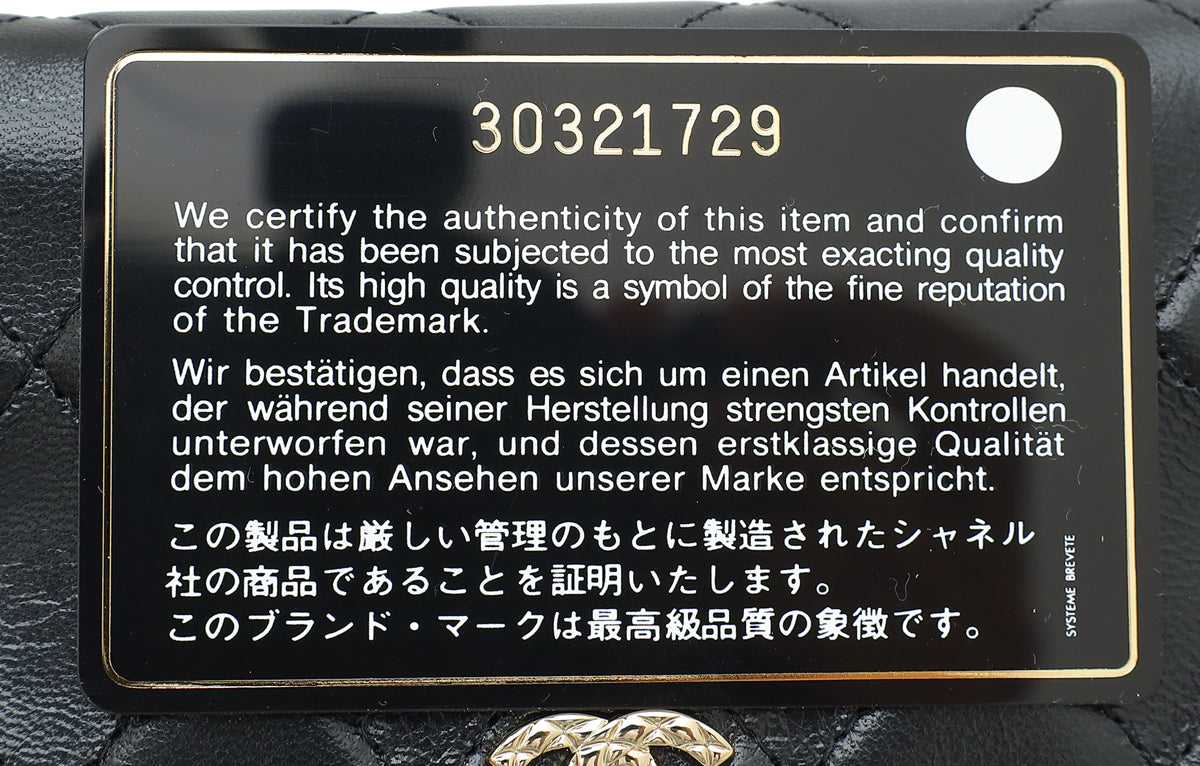 30321729
We certify the authenticity of this item and confirm
that it has been subjected to the most exacting quality
control. Its high quality is a symbol of the fine reputation
of the Trademark.
Wir bestätigen, dass es sich um einen Artikel handelt,
der während seiner Herstellung strengsten Kontrollen
unterworfen war, und dessen erstklassige Qualität
dem hohen Ansehen unserer Marke entspricht.
この製品は厳しい管理のもとに製造されたシャネル
社の商品であることを証明いたします。
このブランド・マークは最高級品質の象徴です。
SYSTEME BREVETE